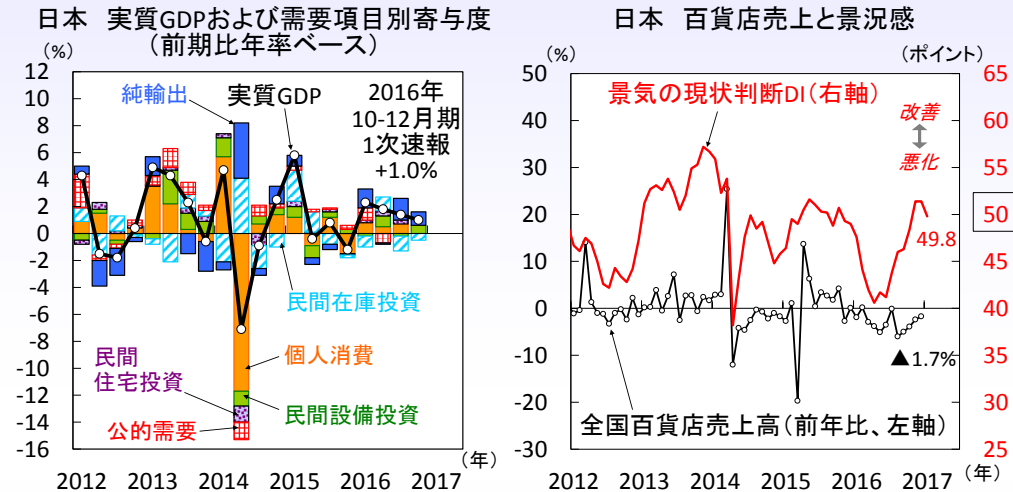 日本 実質GDPおよび需要項目別寄与度
（前期比年率ベース）
（%）
12
10
8
6
4
2
0
-2
-4
-6
-8
-10
-12
-14
-16
純輸出
実質GDP
2016年
10-12月期
1次速報
+1.0%
民間在庫投資
個人消費
民間
住宅投資
民間設備投資
公的需要
（年）
2012 2013 2014 2015 2016 2017
日本 百貨店売上と景況感
（%）
（ポイント）
50
40
30
20
10
0
-10
-20
-30
65
60
55
50
45
40
35
30
25
景気の現状判断DI（右軸）
改善
悪化
49.8
▲1.7%
全国百貨店売上高（前年比、左軸）
2012 2013 2014 2015 2016 2017
（年）